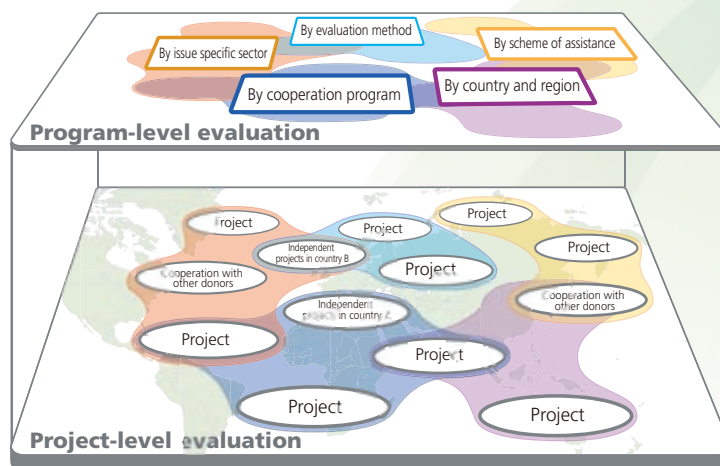 By evaluation method
By issue specific sector
By scheme of assistance
By cooperation program
By country and region
Program-level evaluation
Project
Project
Project
Independent
projects in country B
Project
Project
Cooperation with
other donors
Cooperation with
other donors
Independent
projects in country A
Project
Project
Project
Project
Project-level evaluation